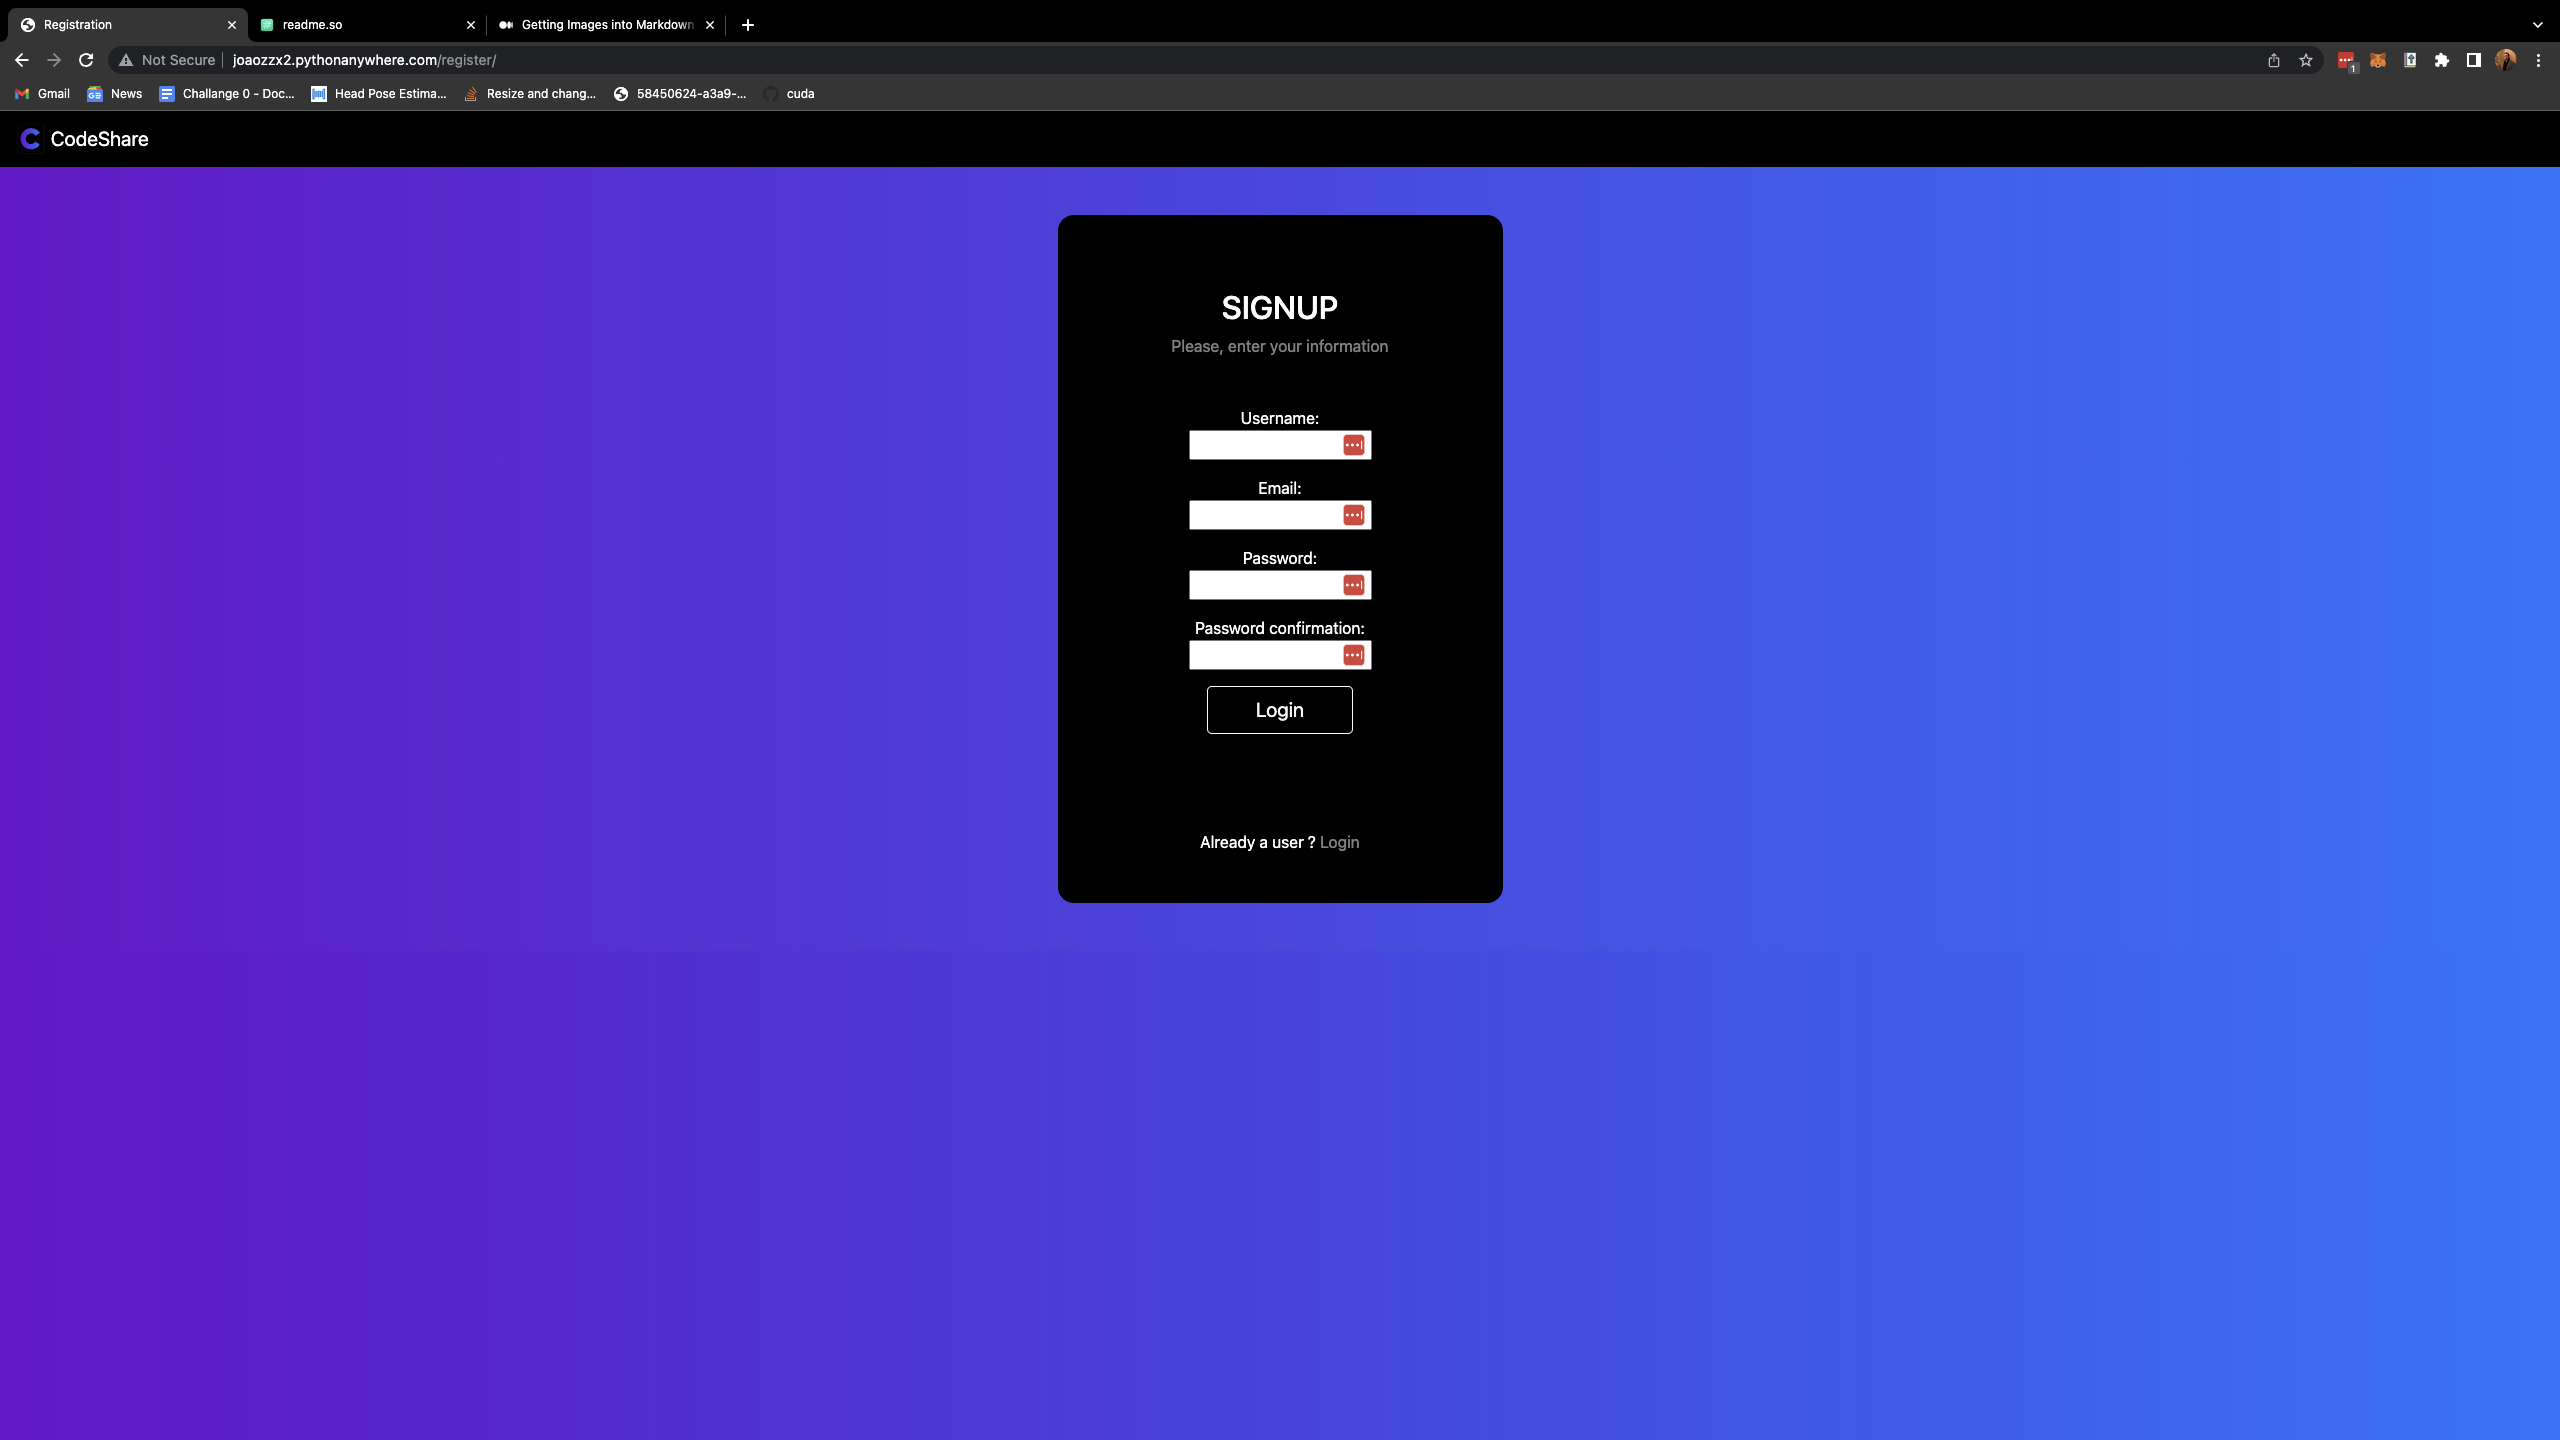 Registration
readme.so
Getting Images into Markdown
Not Secure joaozzx2.pythonanywhere.com/register/
1
Gmail
News
Challange 0 - Doc...
Head Pose Estima...
Resize and chang...
58450624-a3a9-...
cuda
CodeShare
SIGNUP
Please, enter your information
Username:
Email:
Password:
Password confirmation:
Login
Already a user ? Login